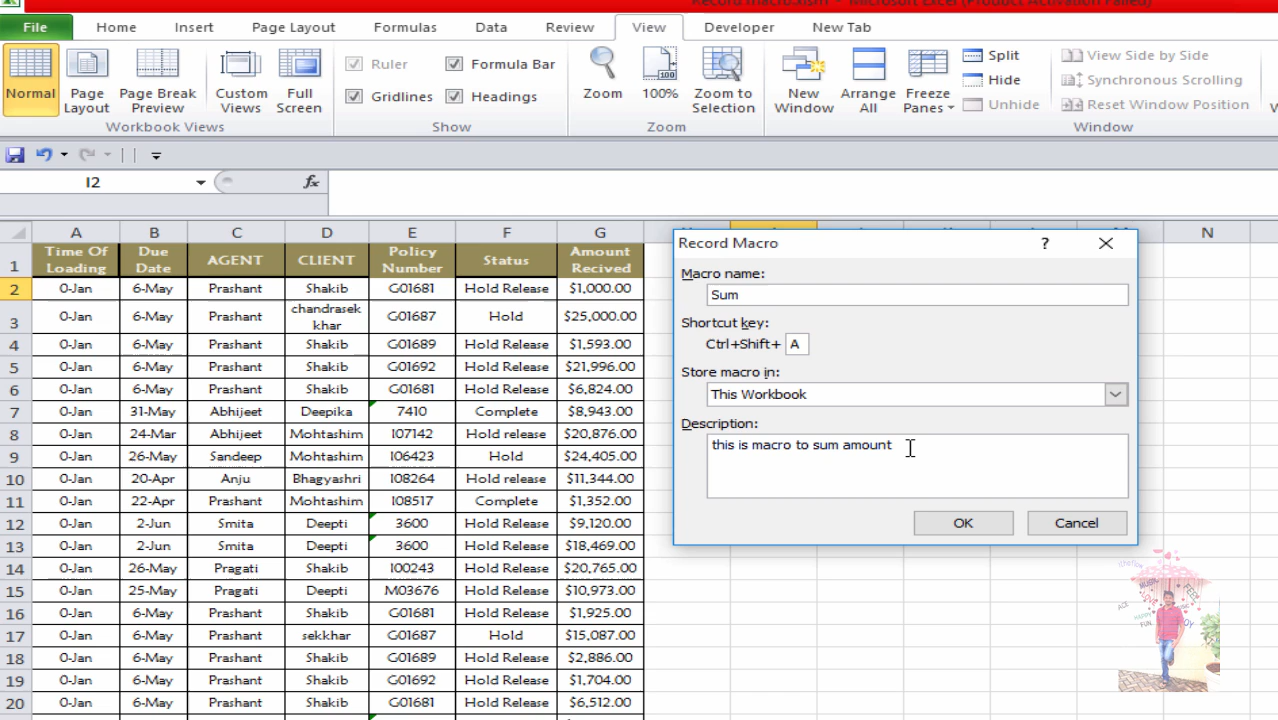 Record macro.xlsm - Microsoft Excel (Product Activation Failed)
File Home Insert Page Layout Formulas Data Review View Developer New Tab
Normal
Page Layout
Page Break Preview
Custom Views
Full Screen
Workbook Views
Ruler
Formula Bar
Gridlines
Headings
Show
Zoom
100%
Zoom to Selection
Zoom
New Window
Arrange All
Freeze Panes
Split
Hide
Unhide
View Side by Side
Synchronous Scrolling
Reset Window Position
Window
I2 fx
A B C D E F G N
1 Time Of Loading Due Date AGENT CLIENT Policy Number Status Amount Recived
2 0-Jan 6-May Prashant Shakib G01681 Hold Release $1,000.00
3 0-Jan 6-May Prashant chandrasek khar G01687 Hold $25,000.00
4 0-Jan 6-May Prashant Shakib G01689 Hold Release $1,593.00
5 0-Jan 6-May Prashant Shakib G01692 Hold Release $21,996.00
6 0-Jan 6-May Prashant Shakib G01681 Hold Release $6,824.00
7 0-Jan 31-May Abhijeet Deepika 7410 Complete $8,943.00
8 0-Jan 24-Mar Abhijeet Mohtashim I07142 Hold release $20,876.00
9 0-Jan 26-May Sandeep Mohtashim I06423 Hold $24,405.00
10 0-Jan 20-Apr Anju Bhagyashri I08264 Hold release $11,344.00
11 0-Jan 22-Apr Prashant Mohtashim I08517 Complete $1,352.00
12 0-Jan 2-Jun Smita Deepti 3600 Hold Release $9,120.00
13 0-Jan 2-Jun Smita Deepti 3600 Hold Release $18,469.00
14 0-Jan 26-May Pragati Deepti I00243 Hold Release $20,765.00
15 0-Jan 25-May Pragati Deepti M03676 Hold Release $10,973.00
16 0-Jan 6-May Prashant Shakib G01681 Hold Release $1,925.00
17 0-Jan 6-May Prashant sekkhar G01687 Hold $15,087.00
18 0-Jan 6-May Prashant Shakib G01689 Hold Release $2,886.00
19 0-Jan 6-May Prashant Shakib G01692 Hold Release $1,704.00
20 0-Jan 6-May Prashant Shakib G01681 Hold Release $6,512.00
Record Macro ?
Macro name:
Sum
Shortcut key:
Ctrl+Shift+ A
Store macro in:
This Workbook
Description:
this is macro to sum amount
OK Cancel
MUSIC
FUN